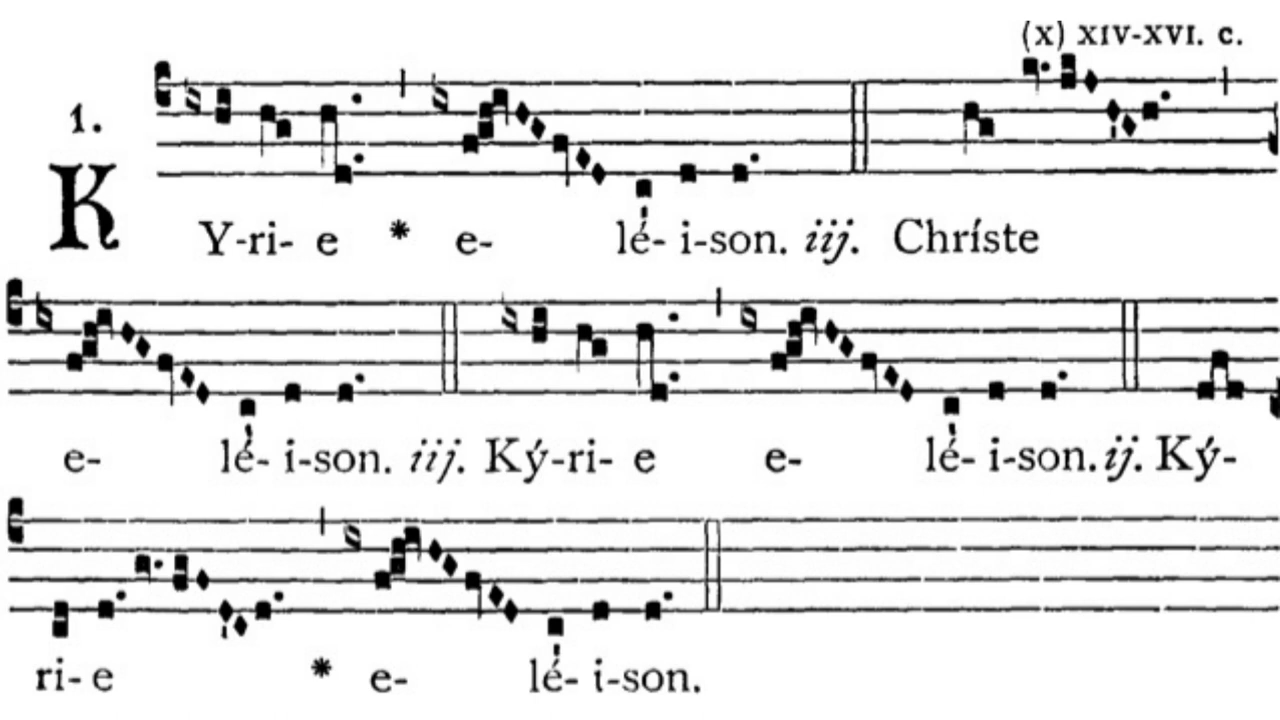 (x) XIV-XVI. c.
1.
KY-ri- e * e- lé- i-son. iij. Chríste
e- lé- i-son. iij. Ký-ri- e e- lé- i-son. ij. Ký-
ri- e * e- lé- i-son.